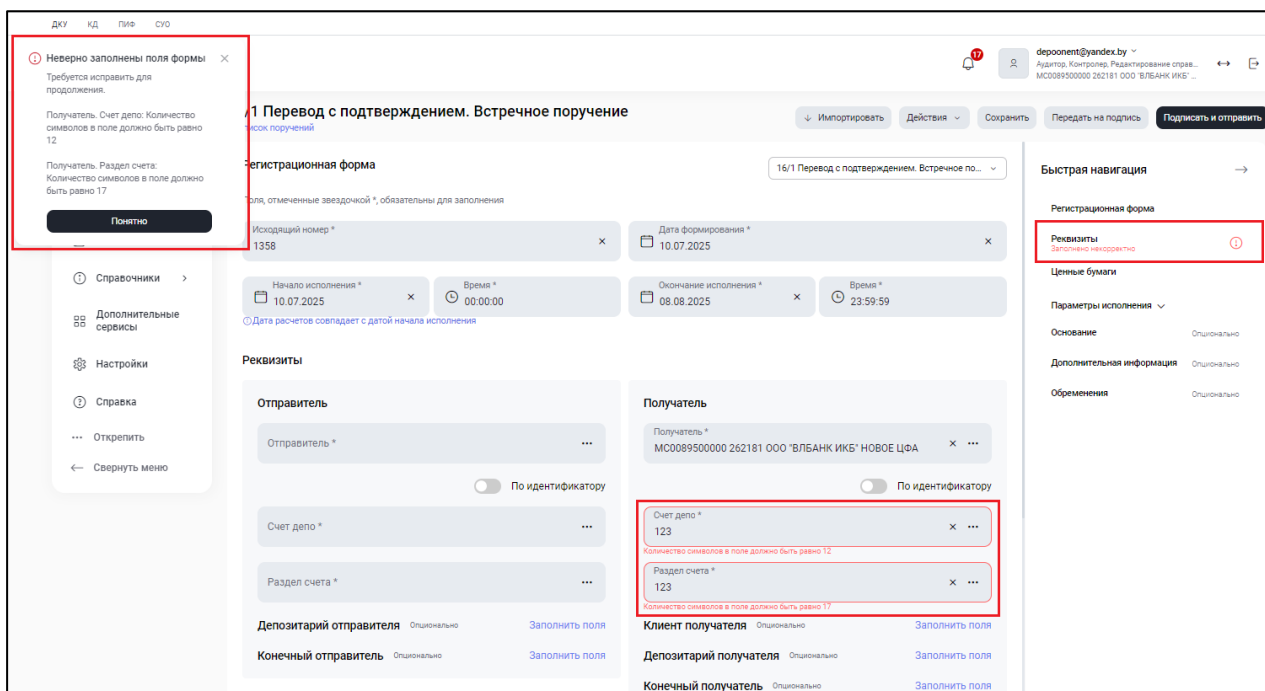 ДКУ КД ПИФ СУО
Неверно заполнены поля формы
Требуется исправить для
продолжения.
Получатель. Счет депо: Количество
символов в поле должно быть равно
12
Получатель. Раздел счета:
Количество символов в поле должно
быть равно 17
Понятно
17
depoonent@yandex.by
Аудитор, Контролер, Редактирование справ...
MC0089500000 262181 ООО "ВЛБАНК ИКБ" ...
/1 Перевод с подтверждением. Встречное поручение
писок поручений
Импортировать Действия Сохранить Передать на подпись Подписать и отправить
Регистрационная форма
16/1 Перевод с подтверждением. Встречное по...
Поля, отмеченные звездочкой *, обязательны для заполнения
Исходящий номер *
1358
Дата формирования *
10.07.2025
Начало исполнения *
10.07.2025
Время *
00:00:00
Окончание исполнения *
08.08.2025
Время *
23:59:59
Дата расчетов совпадает с датой начала исполнения
Справочники
Дополнительные
сервисы
Настройки
Справка
Открепить
Свернуть меню
Реквизиты
Отправитель
Отправитель *
По идентификатору
Счет депо *
Раздел счета *
Депозитарий отправителя Опционально Заполнить поля
Конечный отправитель Опционально Заполнить поля
Получатель
Получатель *
MC0089500000 262181 ООО "ВЛБАНК ИКБ" НОВОЕ ЦФА
По идентификатору
Счет депо *
123
Количество символов в поле должно быть равно 12
Раздел счета *
123
Количество символов в поле должно быть равно 17
Клиент получателя Опционально Заполнить поля
Депозитарий получателя Опционально Заполнить поля
Конечный получатель Опционально Заполнить поля
Быстрая навигация
Регистрационная форма
Реквизиты
Заполнено некорректно
Ценные бумаги
Параметры исполнения
Основание Опционально
Дополнительная информация Опционально
Обременения Опционально